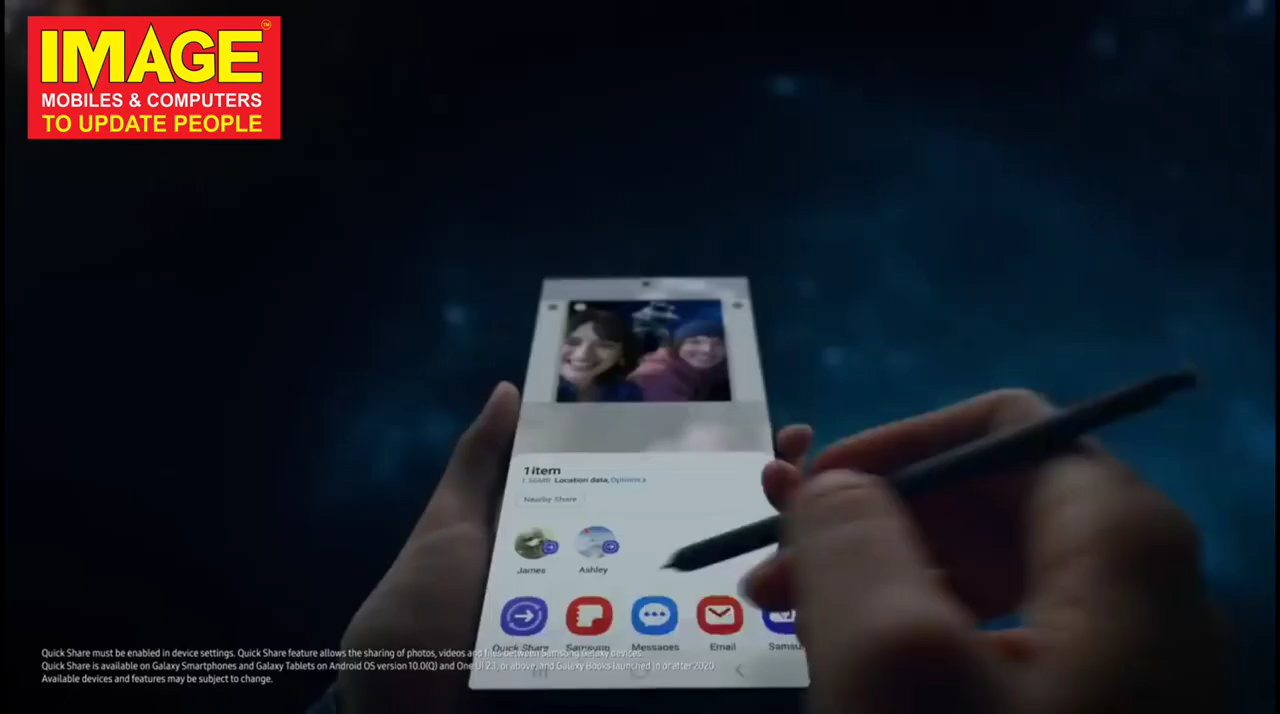 IMAGE TM
MOBILES & COMPUTERS
TO UPDATE PEOPLE
1 item
Location data, Options
Nearby Share
James
Ashley
Quick Share
Samsung
Messages
Email
Samsu
Quick Share must be enabled in device settings. Quick Share feature allows the sharing of photos, videos and files between Samsung Galaxy devices.
Quick Share is available on Galaxy Smartphones and Galaxy Tablets on Android OS version 10.0(Q) and One UI 2.1, or above, and Galaxy Books launched in or after 2020.
Available devices and features may be subject to change.